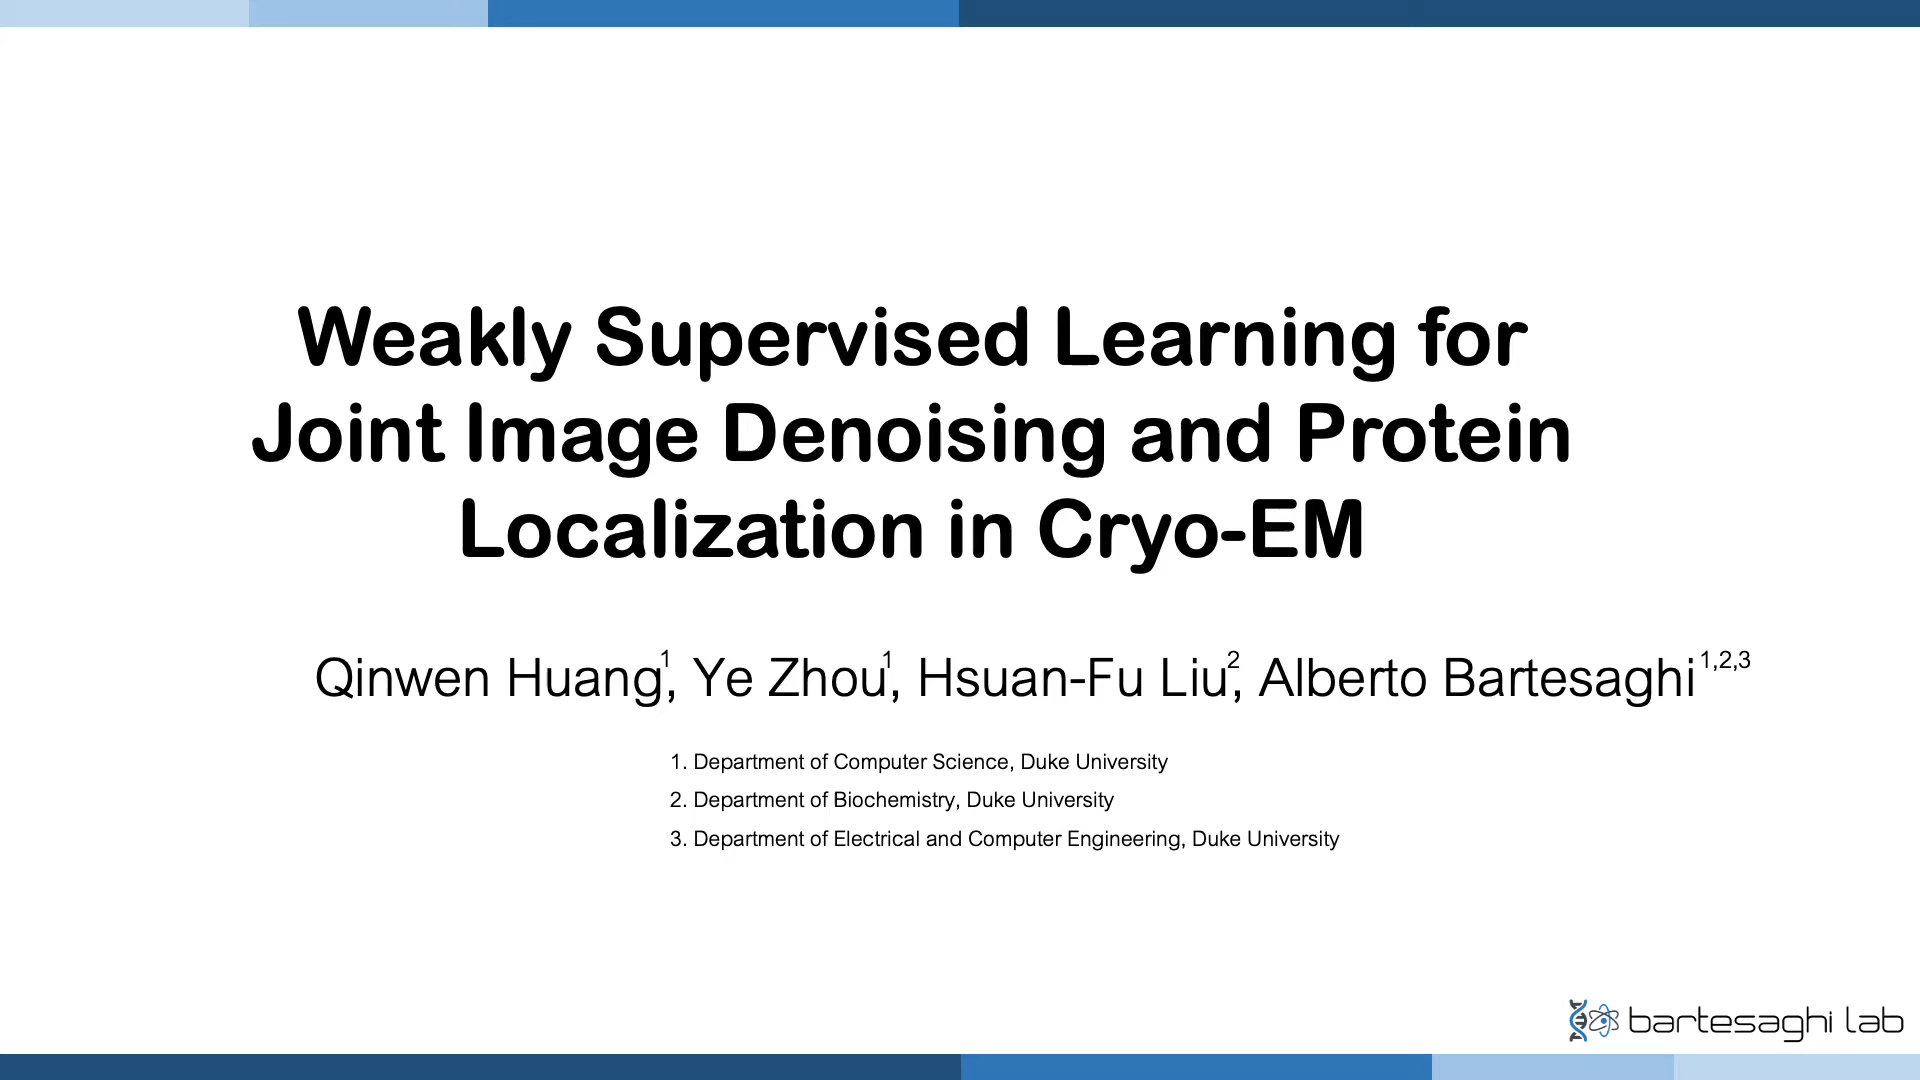 Weakly Supervised Learning for
Joint Image Denoising and Protein
Localization in Cryo-EM
Qinwen Huang¹, Ye Zhou¹, Hsuan-Fu Liu², Alberto Bartesaghi¹,²,³
1. Department of Computer Science, Duke University
2. Department of Biochemistry, Duke University
3. Department of Electrical and Computer Engineering, Duke University
bartesaghi lab